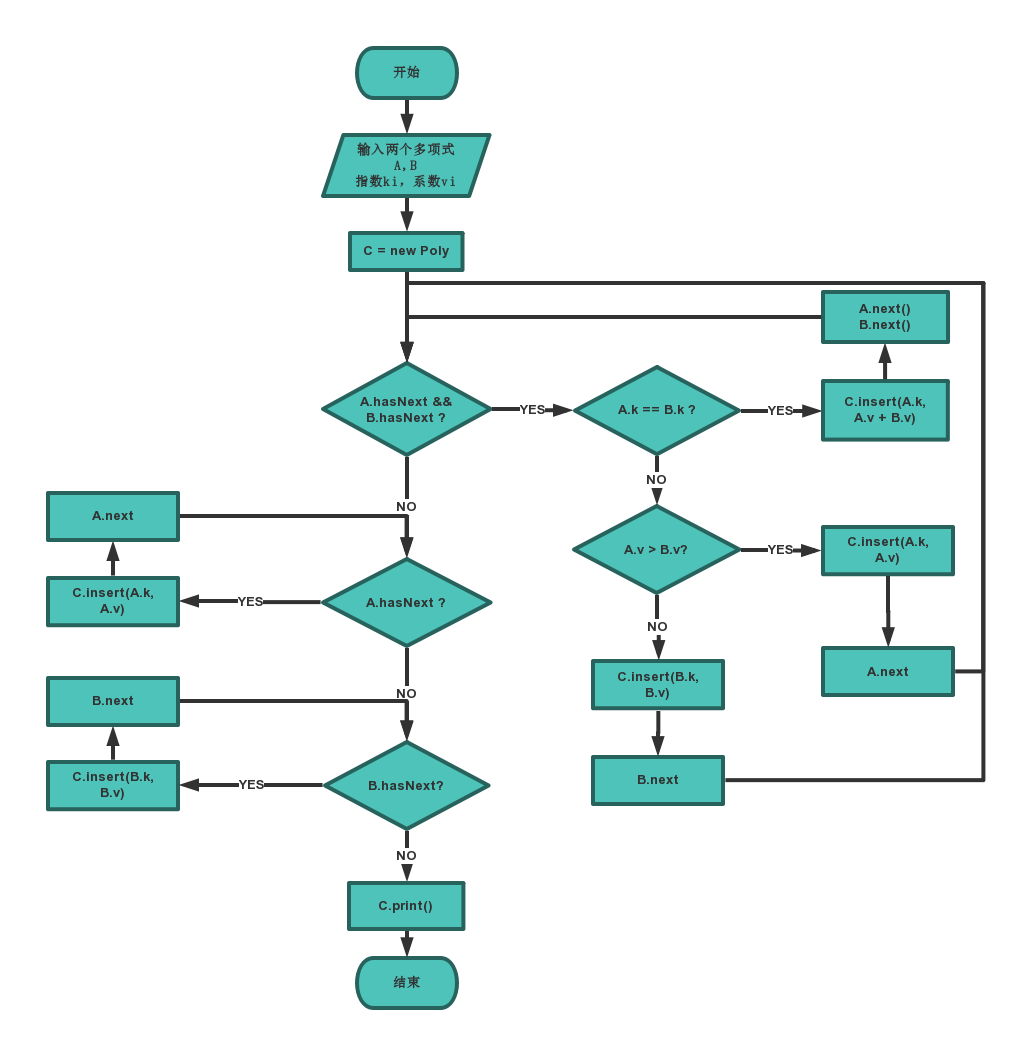 开始
输入两个多项式
A,B
指数ki，系数vi
C = new Poly
A.next()
B.next()
A.hasNext &&
B.hasNext ?
YES
A.k == B.k ?
YES
C.insert(A.k,
A.v + B.v)
NO
NO
A.next
A.v > B.v?
YES
C.insert(A.k,
A.v)
C.insert(A.k,
A.v)
YES
A.hasNext ?
NO
C.insert(B.k,
B.v)
A.next
NO
B.next
B.next
C.insert(B.k,
B.v)
YES
B.hasNext?
NO
C.print()
结束